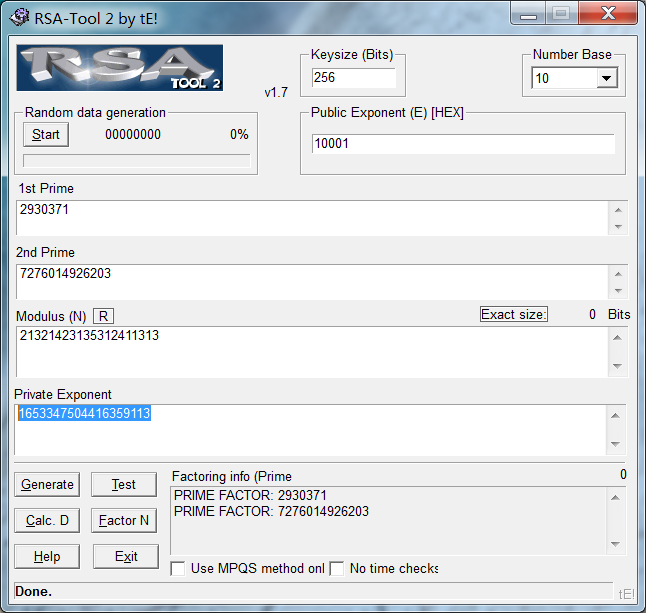 RSA-Tool 2 by tE!
RSA
TOOL 2
v1.7
Keysize (Bits)
256
Number Base
10
Random data generation
Start 00000000 0%
Public Exponent (E) [HEX]
10001
1st Prime
2930371
2nd Prime
7276014926203
Modulus (N) R Exact size: 0 Bits
21321423135312411313
Private Exponent
1653347504416359113
Generate Test
Calc. D Factor N
Help Exit
Factoring info (Prime 0
PRIME FACTOR: 2930371
PRIME FACTOR: 7276014926203
Use MPQS method onl No time checks
Done.
tE!